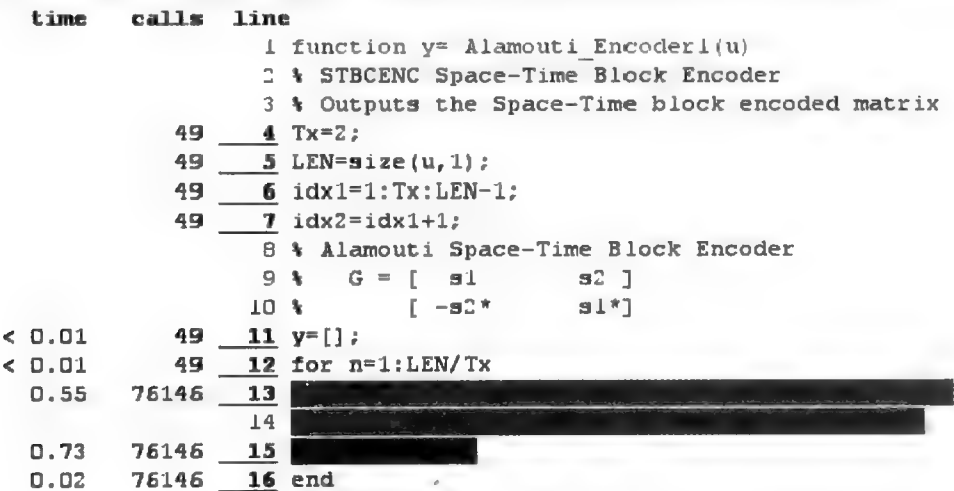 time calls line
1 function y= Alamouti_Encoder1(u)
2 % STBCENC Space-Time Block Encoder
3 % Outputs the Space-Time block encoded matrix
49 4 Tx=2;
49 5 LEN=size(u,1);
49 6 idx1=1:Tx:LEN-1;
49 7 idx2=idx1+1;
8 % Alamouti Space-Time Block Encoder
9 % G = [ s1 s2 ]
10 % [ -s2* s1*]
< 0.01 49 11 y=[];
< 0.01 49 12 for n=1:LEN/Tx
0.55 76146 13
14
0.73 76146 15
0.02 76146 16 end